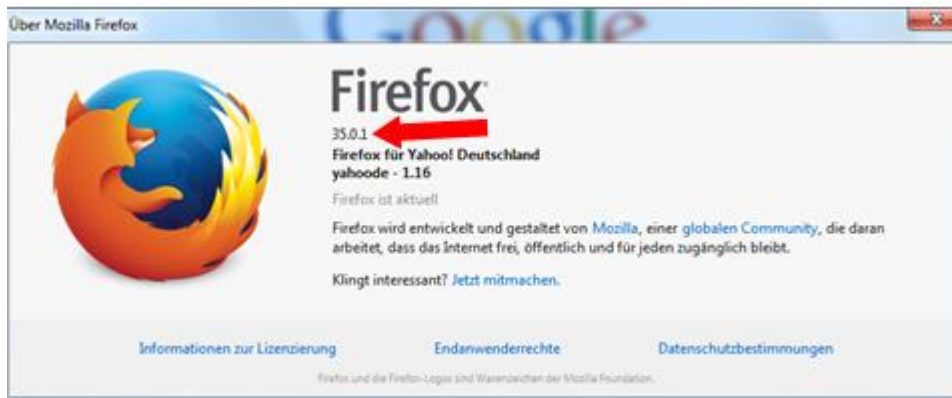 Über Mozilla Firefox
Google
Firefox
35.0.1
Firefox für Yahoo! Deutschland
yahoode - 1.16
Firefox ist aktuell
Firefox wird entwickelt und gestaltet von Mozilla, einer globalen Community, die daran
arbeitet, dass das Internet frei, öffentlich und für jeden zugänglich bleibt.
Klingt interessant? Jetzt mitmachen.
Informationen zur Lizenzierung Endanwenderrechte Datenschutzbestimmungen
Firefox und die Firefox-Logos sind Warenzeichen der Mozilla Foundation.